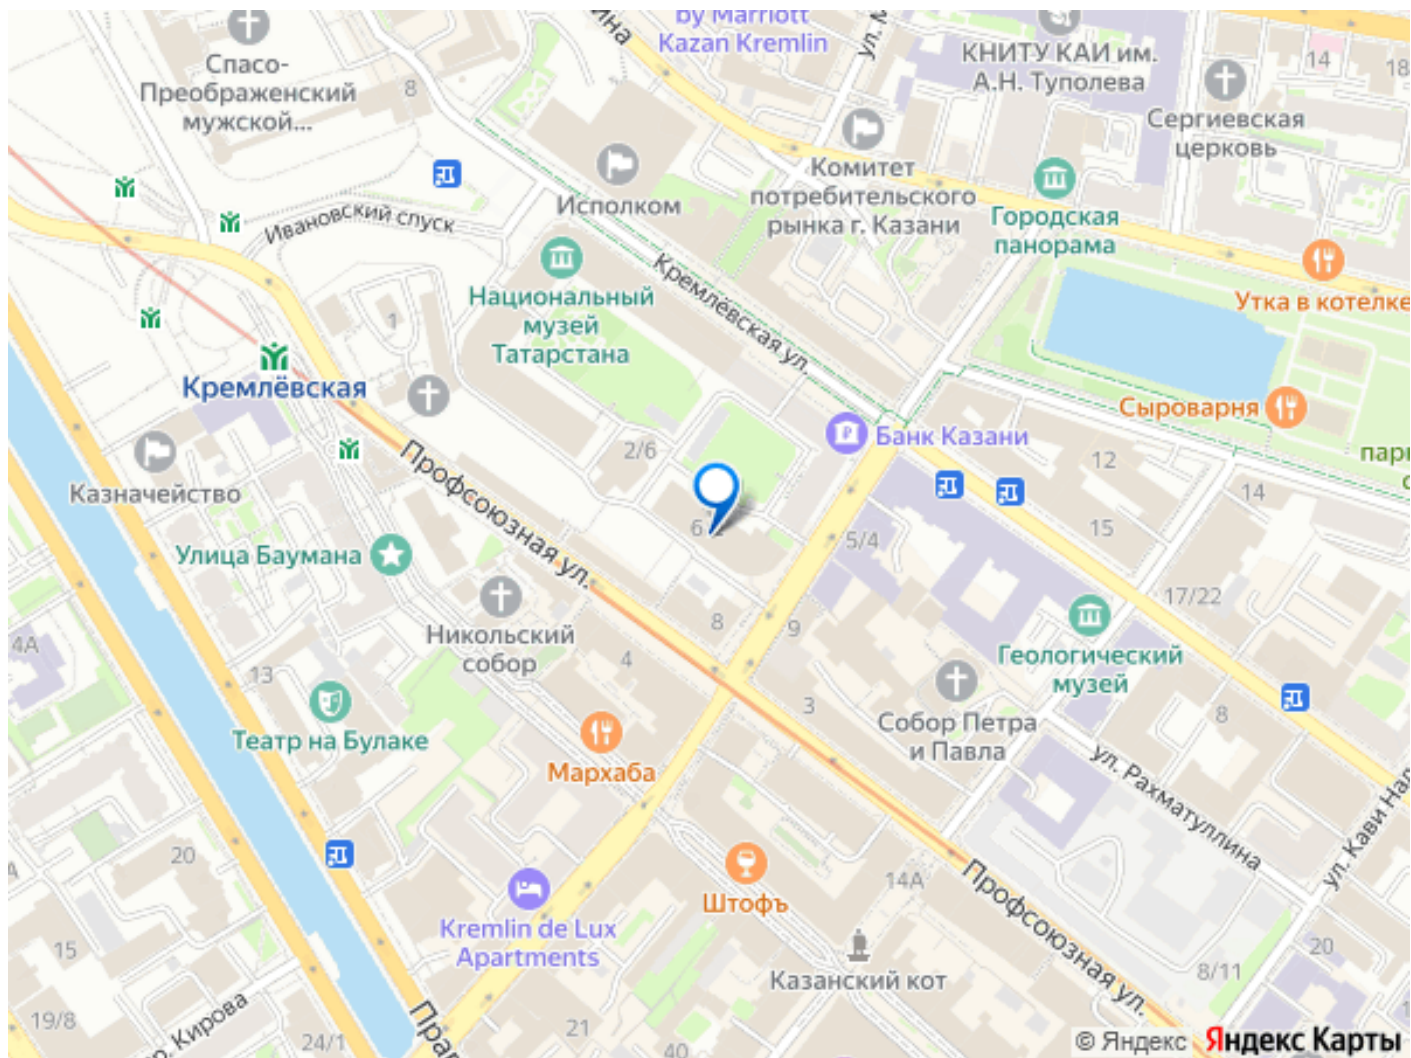 by Marriott
Kazan Kremlin
КНИТУ КАИ им.
А.Н. Туполева
14
18
Спасо-
Преображенский
мужской...
8
Сергиевская
церковь
Комитет
потребительского
рынка г. Казани
Исполком
Городская
панорама
Ивановский спуск
Национальный
музей
Татарстана
Кремлёвская ул.
Утка в котелке
1
Кремлёвская
Сыроварня
Банк Казани
2/6
12
14
Казначейство
Профсоюзная ул.
6
5/4
15
Улица Баумана
17/22
Никольский
собор
8
9
4А
4
13
Геологический
музей
Театр на Булаке
3
Собор Петра
и Павла
8
Мархаба
ул. Рахматуллина
20
Штофъ
14А
Профсоюзная ул.
Kremlin de Lux
Apartments
15
Казанский кот
20
8/11
19/8
Кирова
24/1
21
40
© Яндекс Яндекс Карты